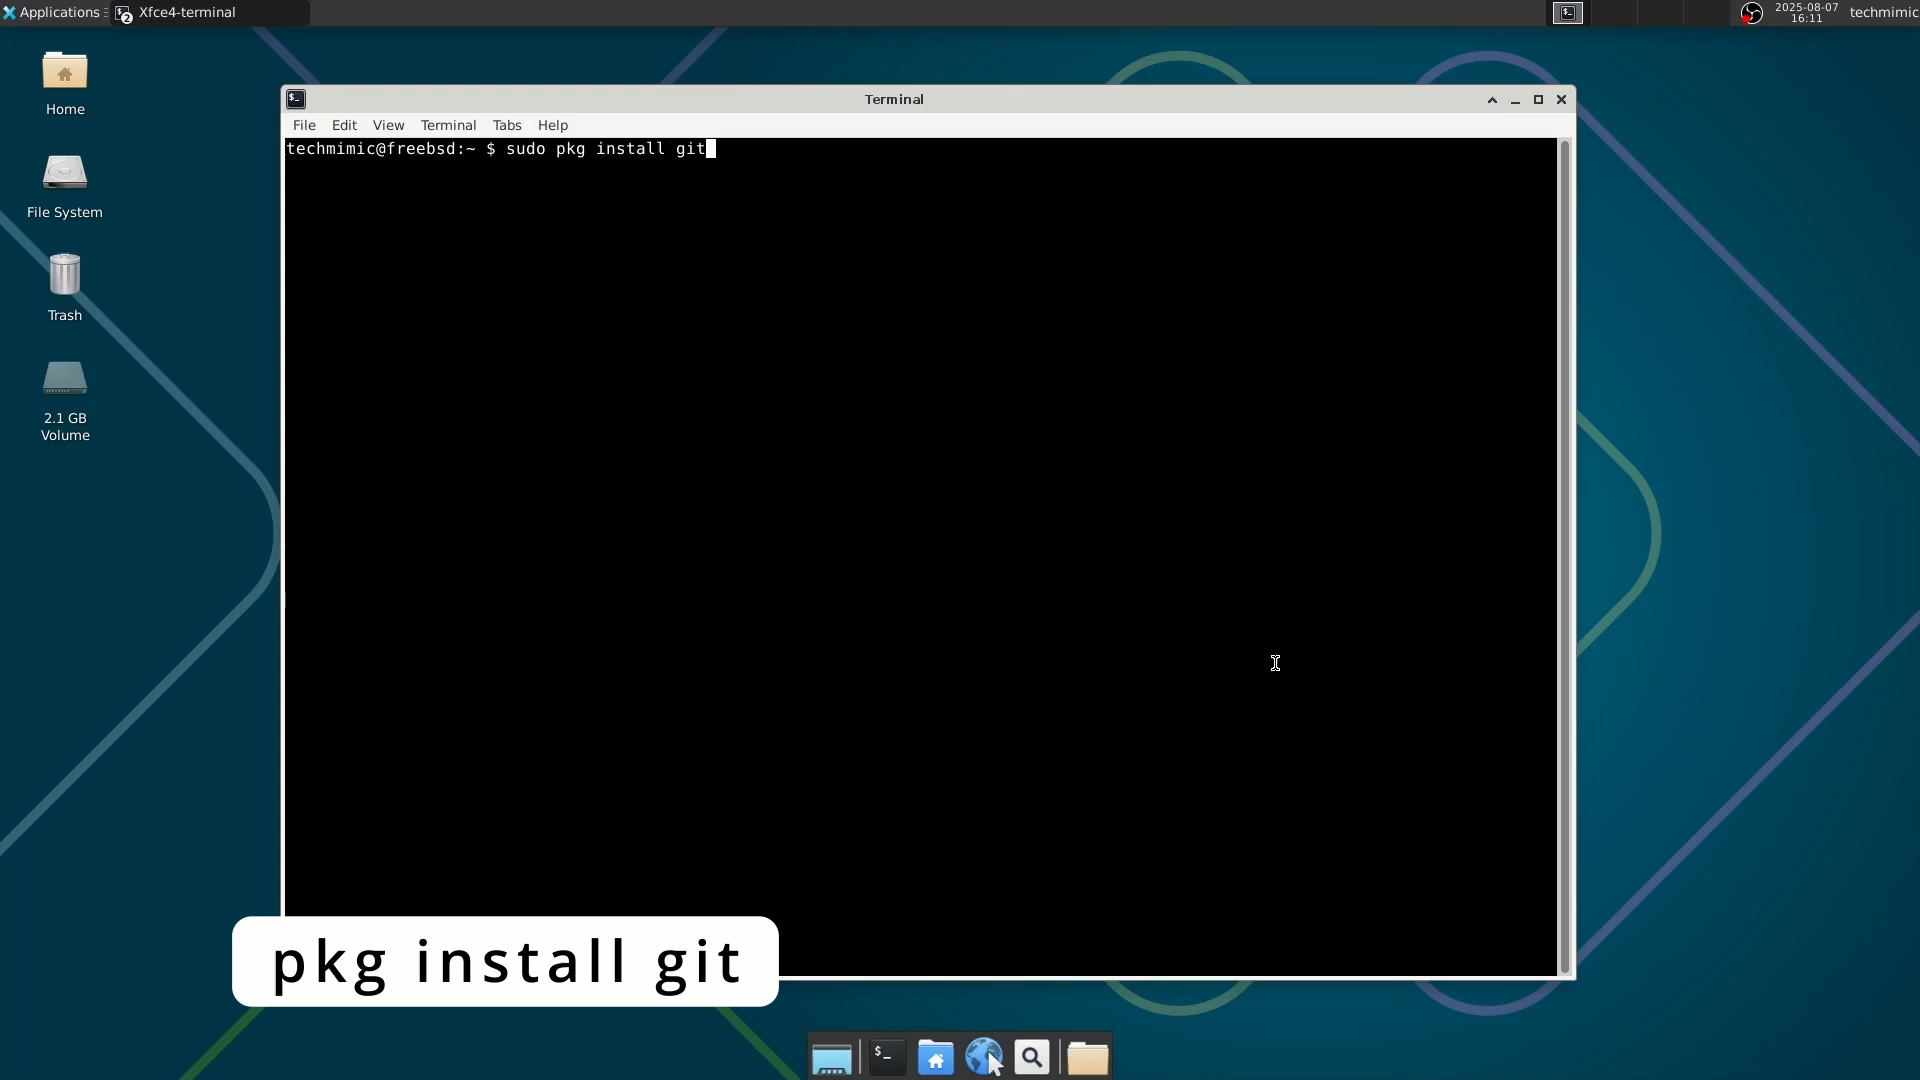 Applications
Xfce4-terminal
2
2025-08-07
16:11
techmimic
Home
File System
Trash
2.1 GB
Volume
Terminal
File Edit View Terminal Tabs Help
techmimic@freebsd:~ $ sudo pkg install git
pkg install git